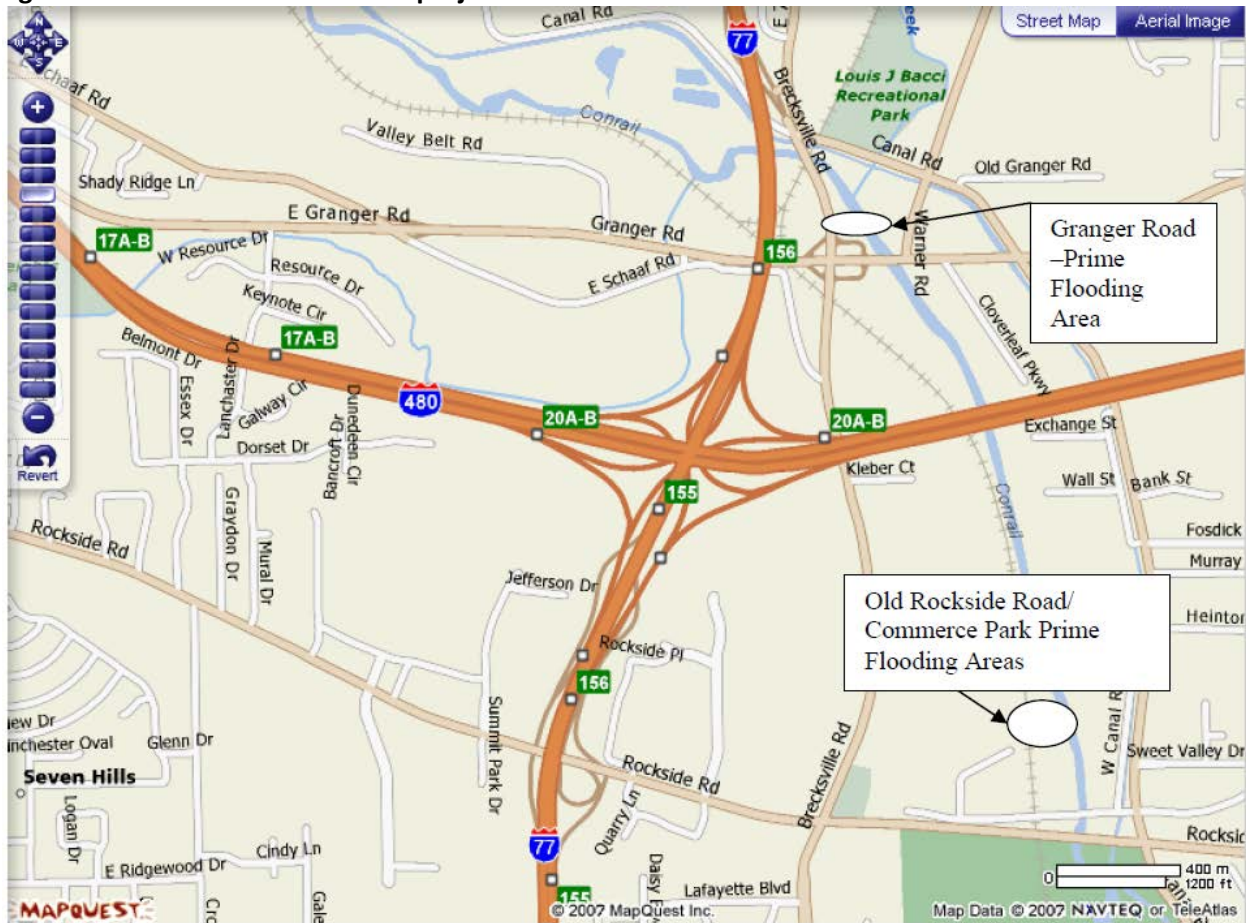 Canal Rd
77
Street Map
Aerial Image
N
W
E
S
Schaaf Rd
Louis J Bacci
Recreational
Park
Conrail
Brecksville Rd
Valley Belt Rd
Canal Rd
Old Granger Rd
Shady Ridge Ln
E Granger Rd
Granger Rd
Warner Rd
Granger Road
–Prime
Flooding
Area
17A-B
W Resource Dr
156
Resource Dr
E Schaaf Rd
Keynote Cir
Cloverleaf Pkwy
17A-B
Belmont Dr
Lanchaster Dr
Essex Dr
Galway Cir
480
Dunedeen Cir
Bancroft Dr
20A-B
20A-B
Exchange St
Dorset Dr
Kleber Ct
Revert
Wall St
Bank St
155
Graydon Dr
Mural Dr
Conrail
Rockside Rd
Fosdick
Murray
Jefferson Dr
Old Rockside Road/
Commerce Park Prime
Flooding Areas
Heinton
Rockside Pl
156
Summit Park Dr
iew Dr
inchester Oval
Glenn Dr
W Canal R
Sweet Valley Dr
Seven Hills
Rockside Rd
Brecksville Rd
Quarry Ln
Logan Dr
77
Rocksid
E Ridgewood Dr
Cindy Ln
0
400 m
1200 ft
155
Daisy
Lafayette Blvd
MAPQUEST
© 2007 MapQuest Inc.
Map Data © 2007 NAVTEQ or TeleAtlas